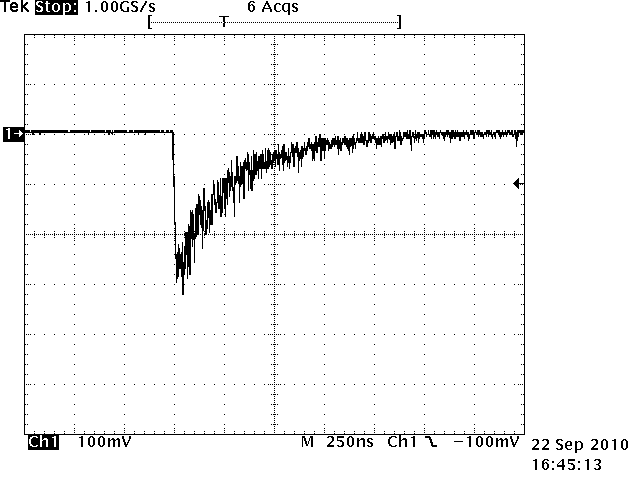 Tek Stop: 1.00GS/s 6 Acqs
T
1→
Ch1 100mV M 250ns Ch1 −100mV
22 Sep 2010
16:45:13